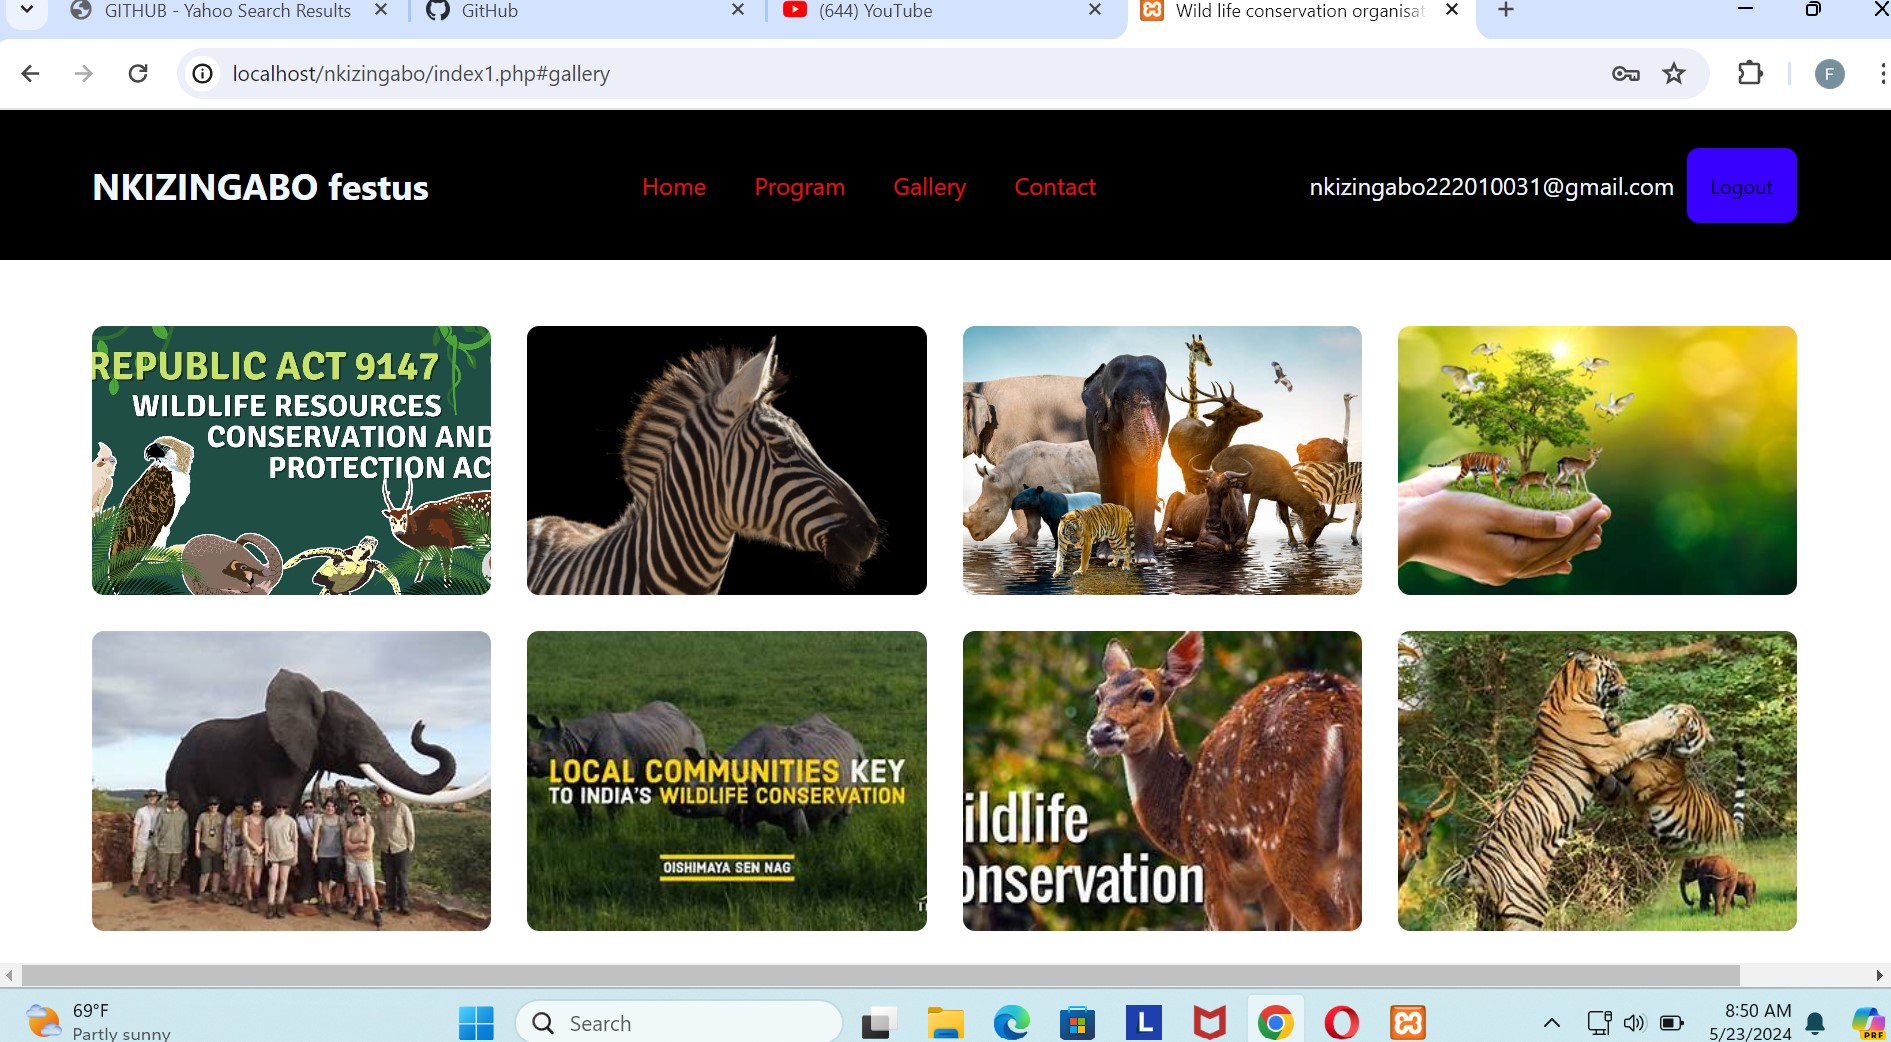 GITHUB - Yahoo Search Results
GitHub
(644) YouTube
Wild life conservation organisat
localhost/nkizingabo/index1.php#gallery
F
NKIZINGABO festus
Home
Program
Gallery
Contact
nkizingabo222010031@gmail.com
Logout
REPUBLIC ACT 9147
WILDLIFE RESOURCES
CONSERVATION AND
PROTECTION AC
LOCAL COMMUNITIES KEY
TO INDIA'S WILDLIFE CONSERVATION
OISHIMAYA SEN NAG
ildlife
onservation
69°F
Partly sunny
Search
L
PRE
8:50 AM
5/23/2024